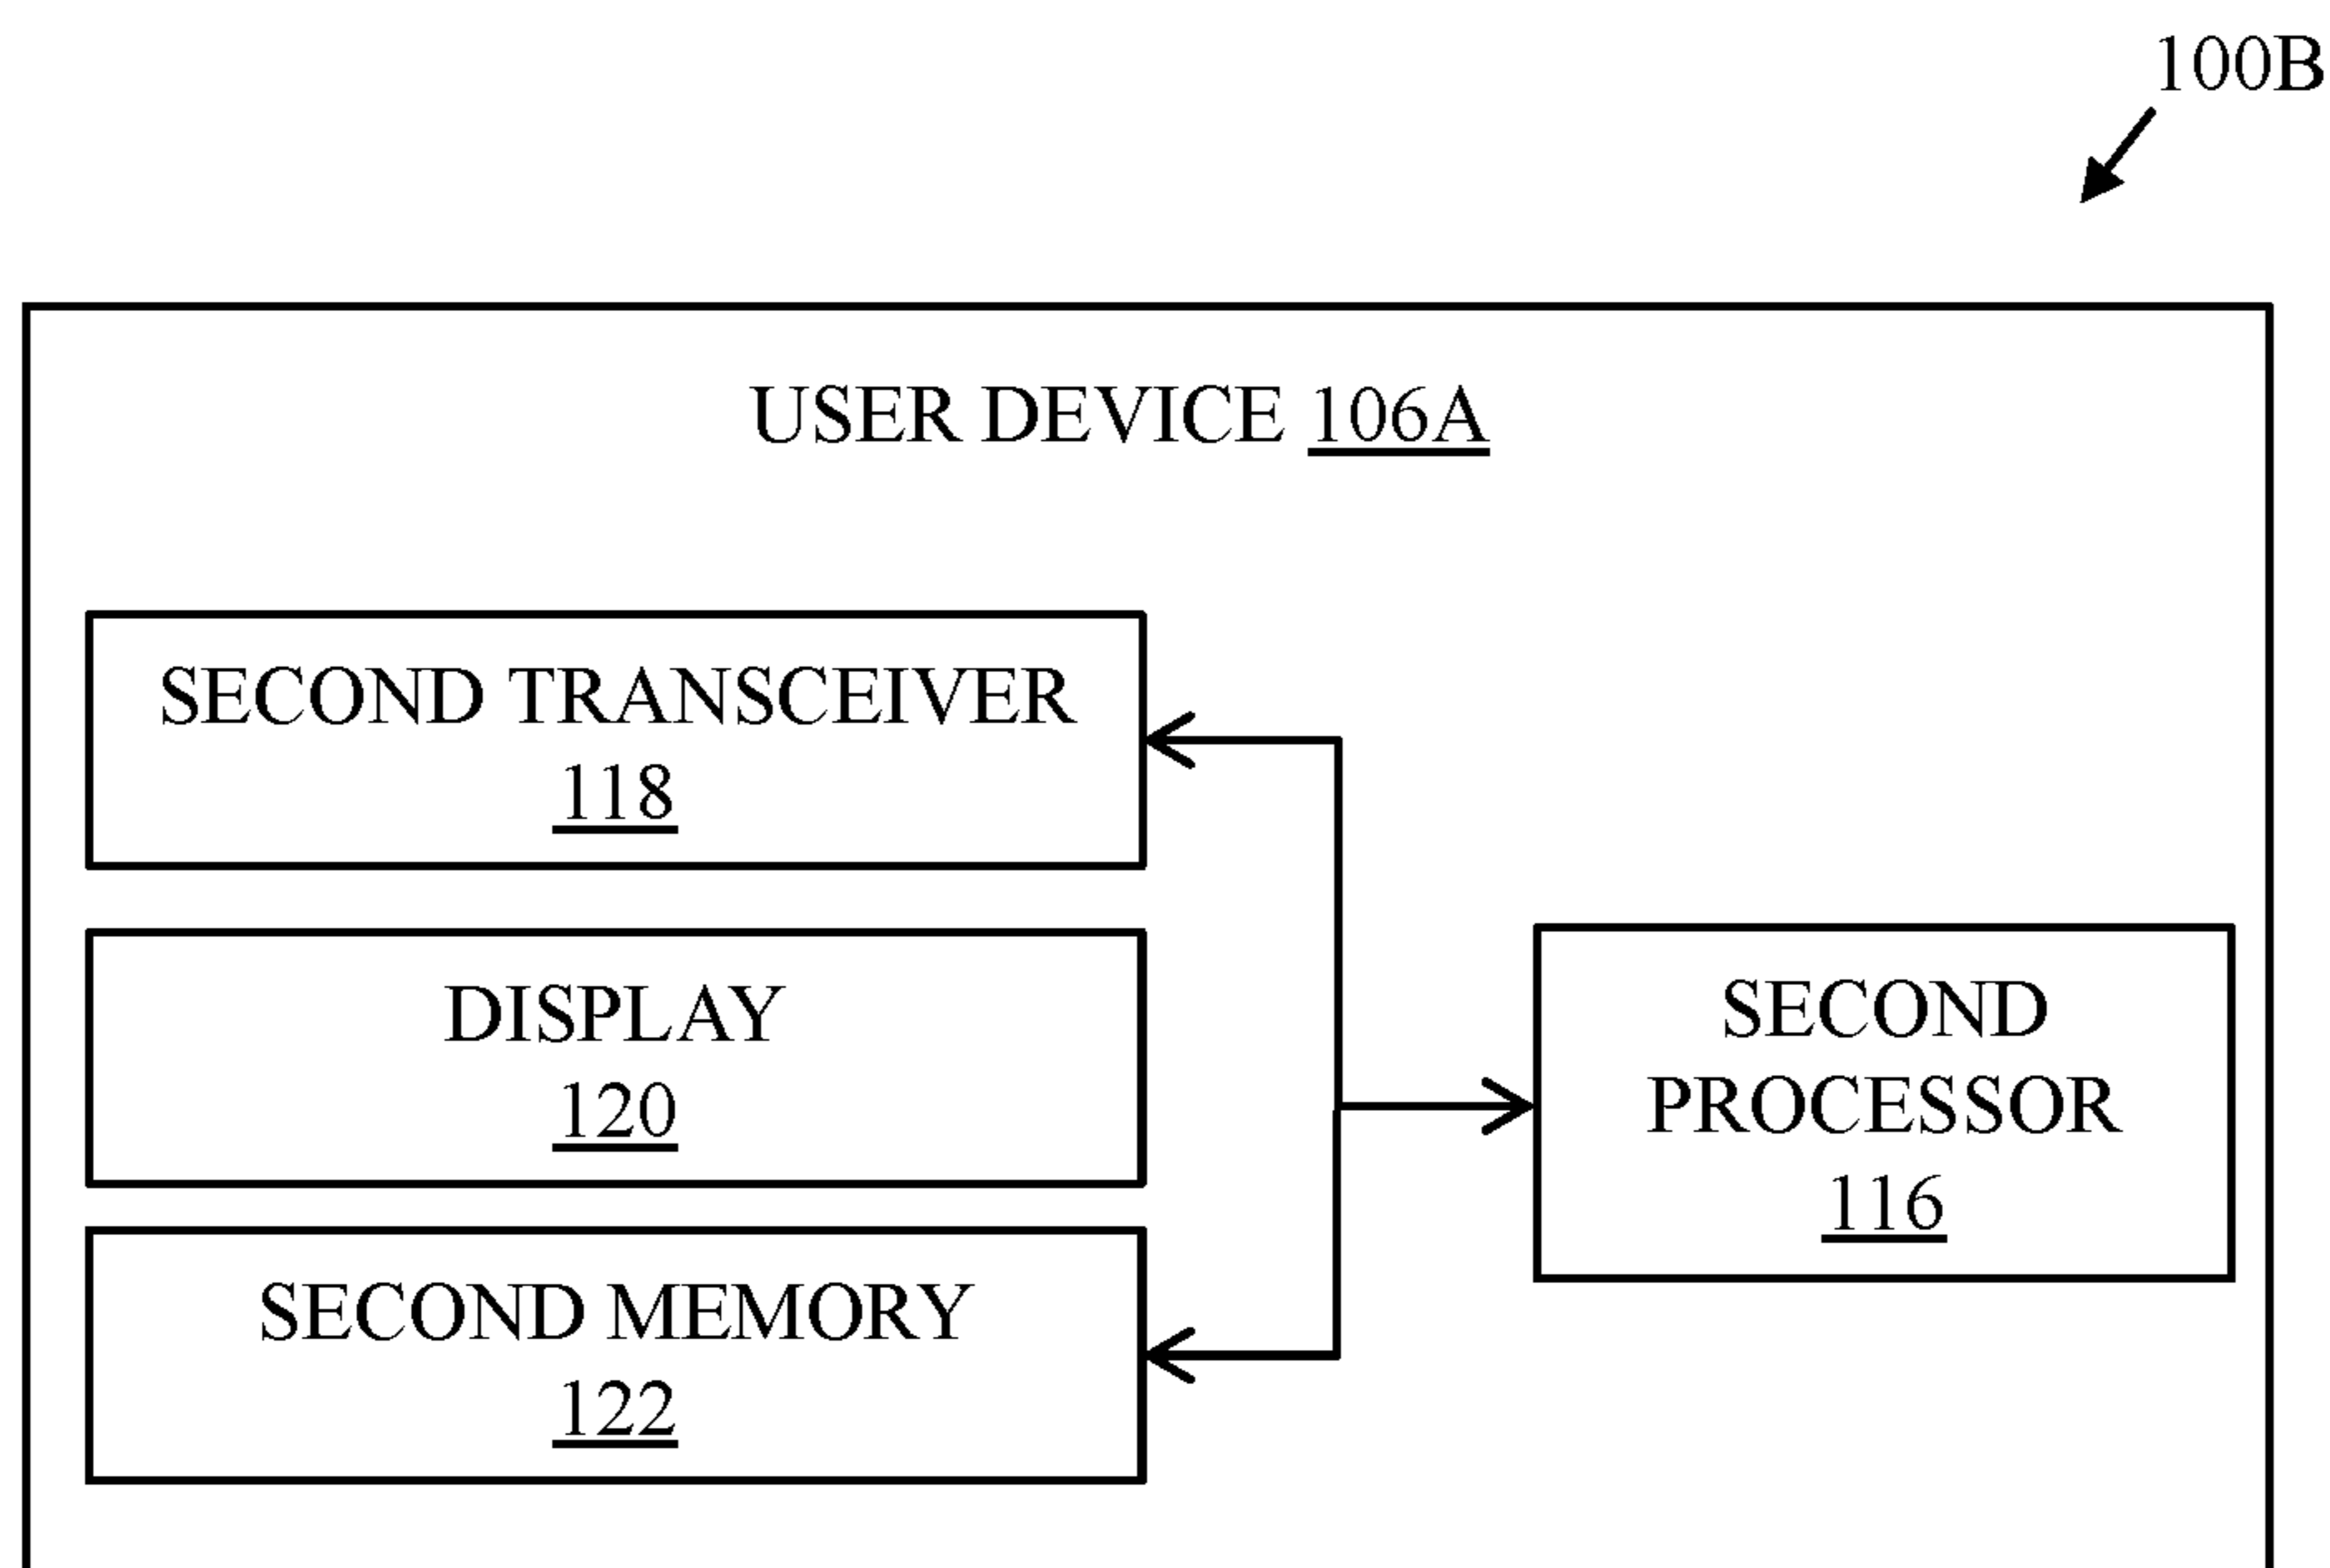 100B
USER DEVICE 106A
SECOND TRANSCEIVER
118
DISPLAY
120
SECOND MEMORY
122
SECOND
PROCESSOR
116